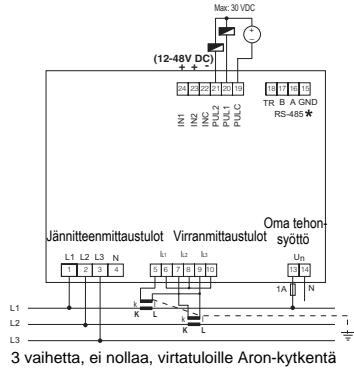 Max: 30 VDC
+
–
(12-48V DC)
+ + -
24 23 22 21 20 19
18 17 16 15
IN1 IN2 INC PUL2 PUL1 PULC
TR B A GND
RS-485 *
Jännitteenmittaustulot
Virranmittaustulot
Oma tehon-
syöttö
L1 L2 L3 N
IL1 IL2 IL3
Un
1 2 3 4
5 6 7 8 9 10
13 14
1A
N
L1
k l
K L
L2
k l
K L
L3
3 vaihetta, ei nollaa, virtatuloille Aron-kytkentä